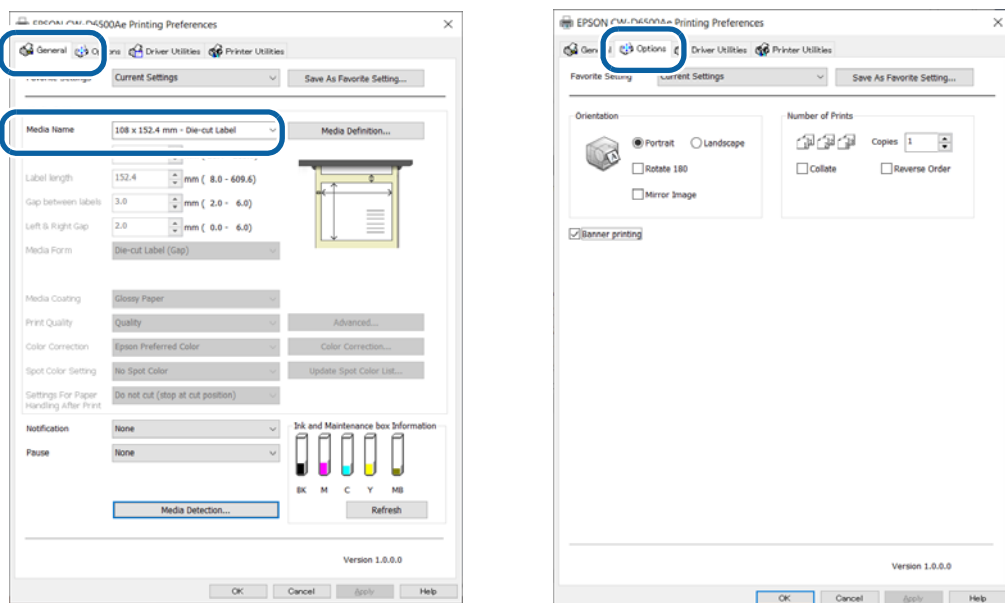 EPSON CW-D6500Ae Printing Preferences
General
Driver Utilities
Printer Utilities
Current Settings
Save As Favorite Setting...
Media Name
108 x 152.4 mm - Die-cut Label
Media Definition...
Label length
152.4
mm ( 8.0 - 609.6)
Gap between labels
3.0
mm ( 2.0 - 6.0)
Left & Right Gap
2.0
mm ( 0.0 - 6.0)
Media Form
Die-cut Label (Gap)
Media Coating
Glossy Paper
Print Quality
Quality
Advanced...
Color Correction
Epson Preferred Color
Color Correction...
Spot Color Setting
No Spot Color
Update Spot Color List...
Settings For Paper
Handling After Print
Do not cut (stop at cut position)
Notification
None
Pause
None
Ink and Maintenance box Information
BK M C Y MB
Media Detection...
Refresh
Version 1.0.0.0
OK
Cancel
Apply
Help
EPSON CW-D6500Ae Printing Preferences
Options
Driver Utilities
Printer Utilities
Favorite Setting
Current Settings
Save As Favorite Setting...
Orientation
Portrait
Landscape
Rotate 180
Mirror Image
Number of Prints
Copies
1
Collate
Reverse Order
Banner printing
Version 1.0.0.0
OK
Cancel
Apply
Help